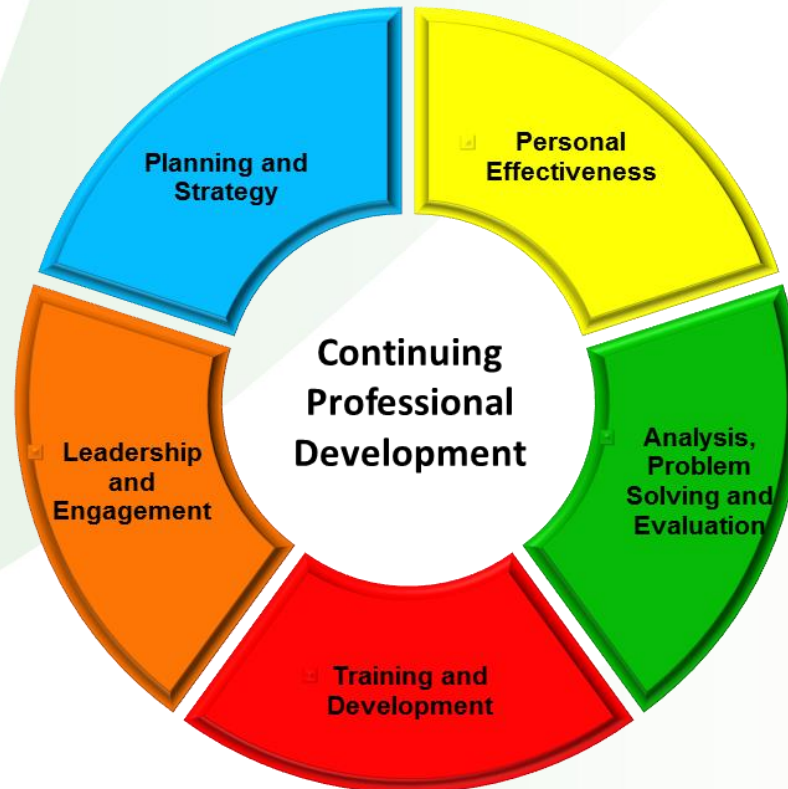 Planning and
Strategy
Personal
Effectiveness
Continuing
Professional
Development
Leadership
and
Engagement
Analysis,
Problem
Solving and
Evaluation
Training and
Development